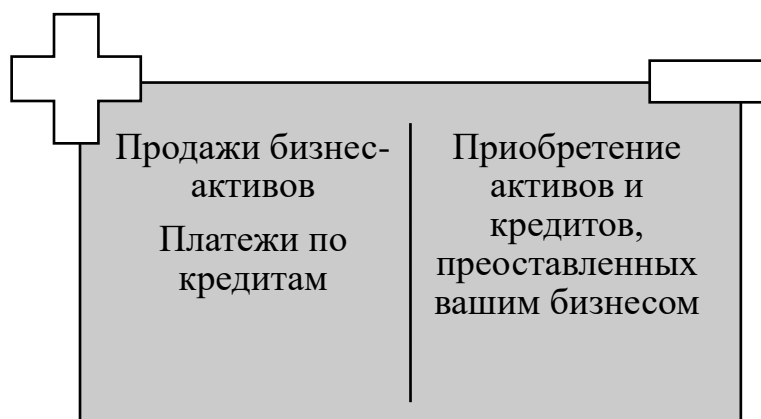 Продажи бизнес-
активов
Платежи по
кредитам
Приобретение
активов и
кредитов,
преоставленных
вашим бизнесом